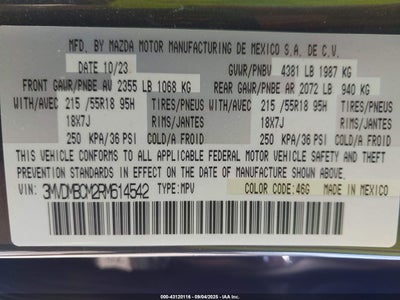 MFD. BY MAZDA MOTOR MANUFACTURING DE MEXICO S.A. DE C.V.
DATE 10/23 GVWR/PNBV 4381 LB 1987 KG
FRONT GAWR/PNBE AV 2355 LB 1068 KG REAR GAWR/PNBE AR 2072 LB 940 KG
WITH/AVEC 215 /55R18 95H TIRES/PNEUS WITH/AVEC 215 /55R18 95H TIRES/PNEUS
18X7J RIMS/JANTES 18X7J RIMS/JANTES
250 KPA/36 PSI COLD/A FROID 250 KPA/36 PSI COLD/A FROID
THIS VEHICLE CONFORMS TO ALL APPLICABLE FEDERAL MOTOR VEHICLE SAFETY AND THEFT
PREVENTION STANDARDS IN EFFECT ON THE DATE OF MANUFACTURE SHOWN ABOVE.
VIN: 3MVDMBCM2RM614542 TYPE: MPV COLOR CODE: 46G MADE IN MEXICO
000-43120116 - 09/04/2025 - IAA Inc.